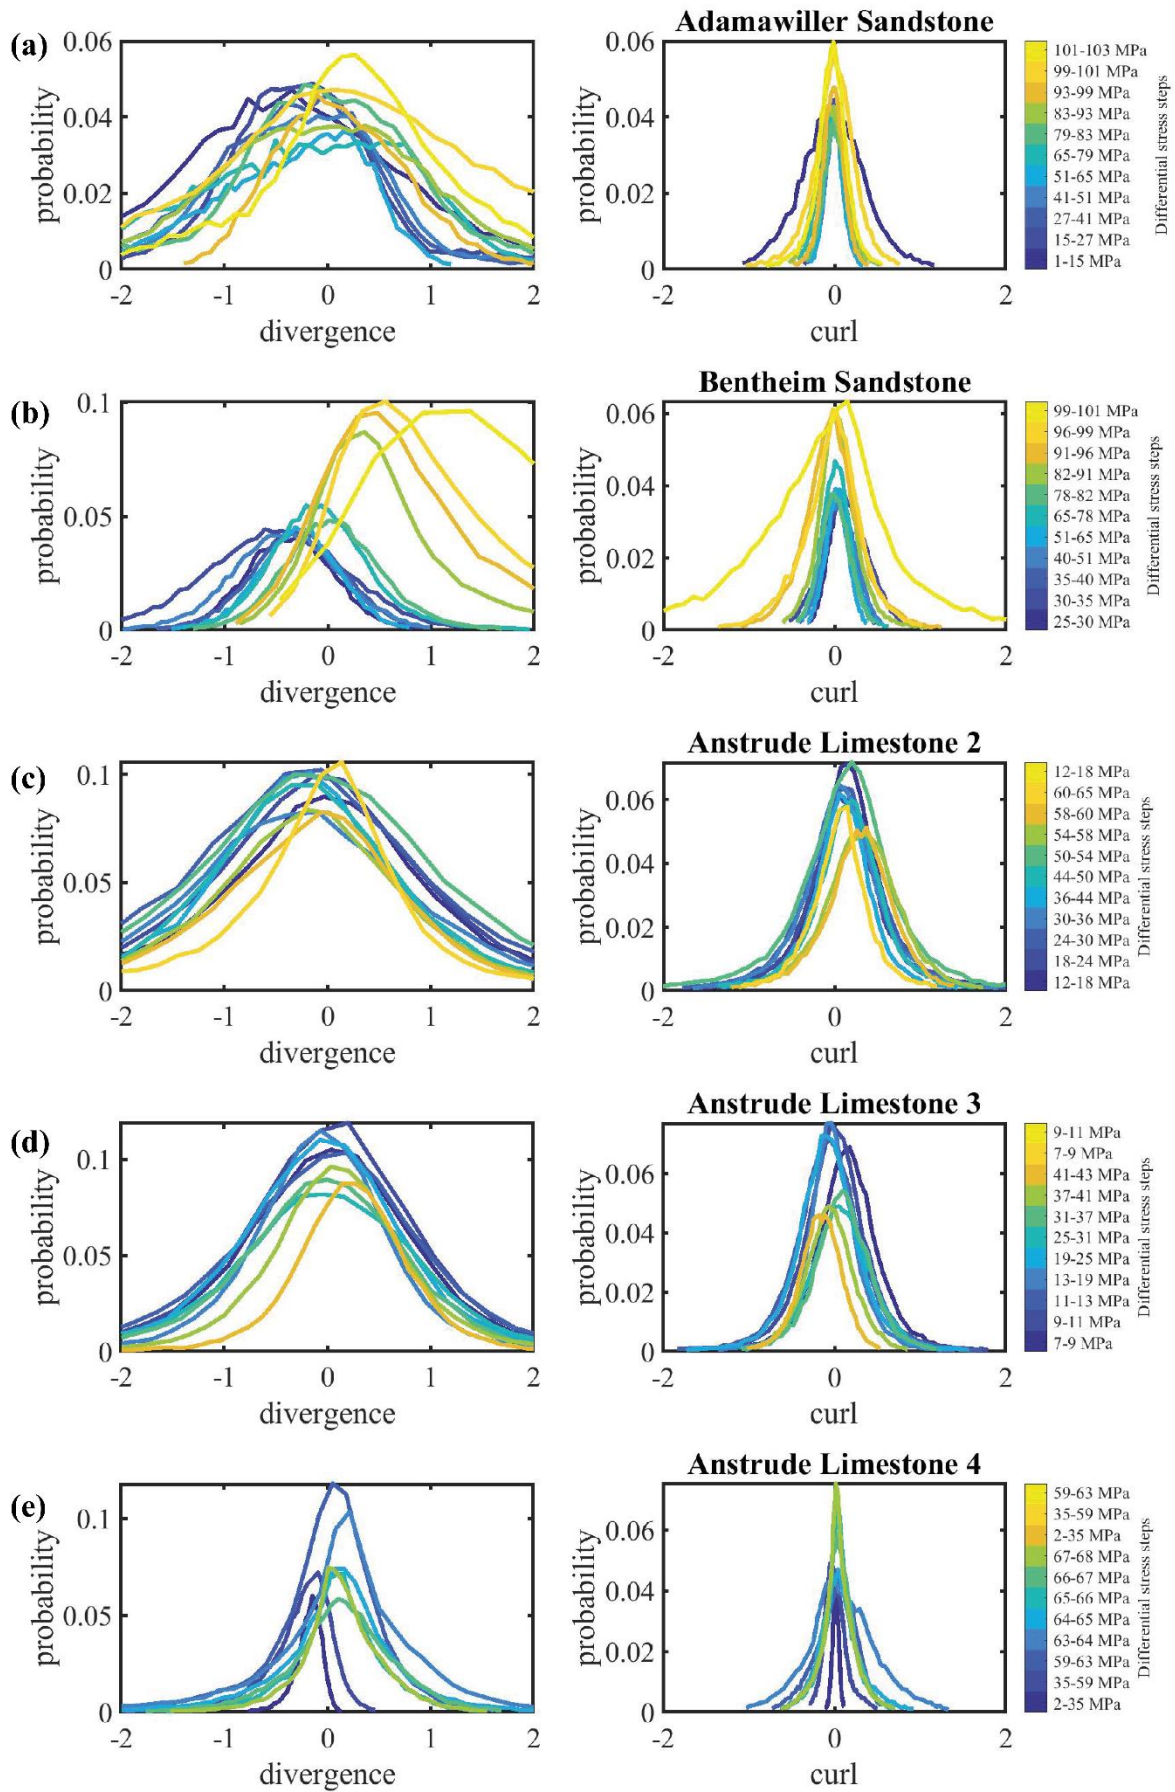 (a)
Adamawiller Sandstone
0.06
0.04
0.02
0
probability
-2
-1
0
1
2
divergence
0.06
0.04
0.02
0
probability
-2
0
2
curl
101-103 MPa
99-101 MPa
93-99 MPa
83-93 MPa
79-83 MPa
65-79 MPa
51-65 MPa
41-51 MPa
27-41 MPa
15-27 MPa
1-15 MPa
Differential stress steps
(b)
Bentheim Sandstone
0.1
0.05
0
probability
-2
-1
0
1
2
divergence
0.06
0.04
0.02
0
probability
-2
0
2
curl
99-101 MPa
96-99 MPa
91-96 MPa
82-91 MPa
78-82 MPa
65-78 MPa
51-65 MPa
40-51 MPa
35-40 MPa
30-35 MPa
25-30 MPa
Differential stress steps
(c)
Anstrude Limestone 2
0.1
0.05
0
probability
-2
-1
0
1
2
divergence
0.06
0.04
0.02
0
probability
-2
0
2
curl
12-18 MPa
60-65 MPa
58-60 MPa
54-58 MPa
50-54 MPa
44-50 MPa
36-44 MPa
30-36 MPa
24-30 MPa
18-24 MPa
12-18 MPa
Differential stress steps
(d)
Anstrude Limestone 3
0.1
0.05
0
probability
-2
-1
0
1
2
divergence
0.06
0.04
0.02
0
probability
-2
0
2
curl
9-11 MPa
7-9 MPa
41-43 MPa
37-41 MPa
31-37 MPa
25-31 MPa
19-25 MPa
13-19 MPa
11-13 MPa
9-11 MPa
7-9 MPa
Differential stress steps
(e)
Anstrude Limestone 4
0.1
0.05
0
probability
-2
-1
0
1
2
divergence
0.06
0.04
0.02
0
probability
-2
0
2
curl
59-63 MPa
35-59 MPa
2-35 MPa
67-68 MPa
66-67 MPa
65-66 MPa
64-65 MPa
63-64 MPa
59-63 MPa
35-59 MPa
2-35 MPa
Differential stress steps